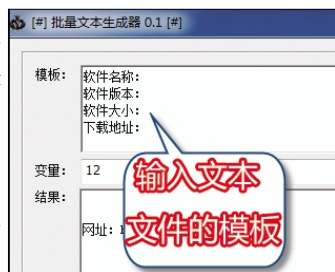 [#] 批量文本生成器 0.1 [#]
模板:
软件名称:
软件版本:
软件大小:
下载地址:
变量: 12
输入文本
文件的模板
结果:
网址: